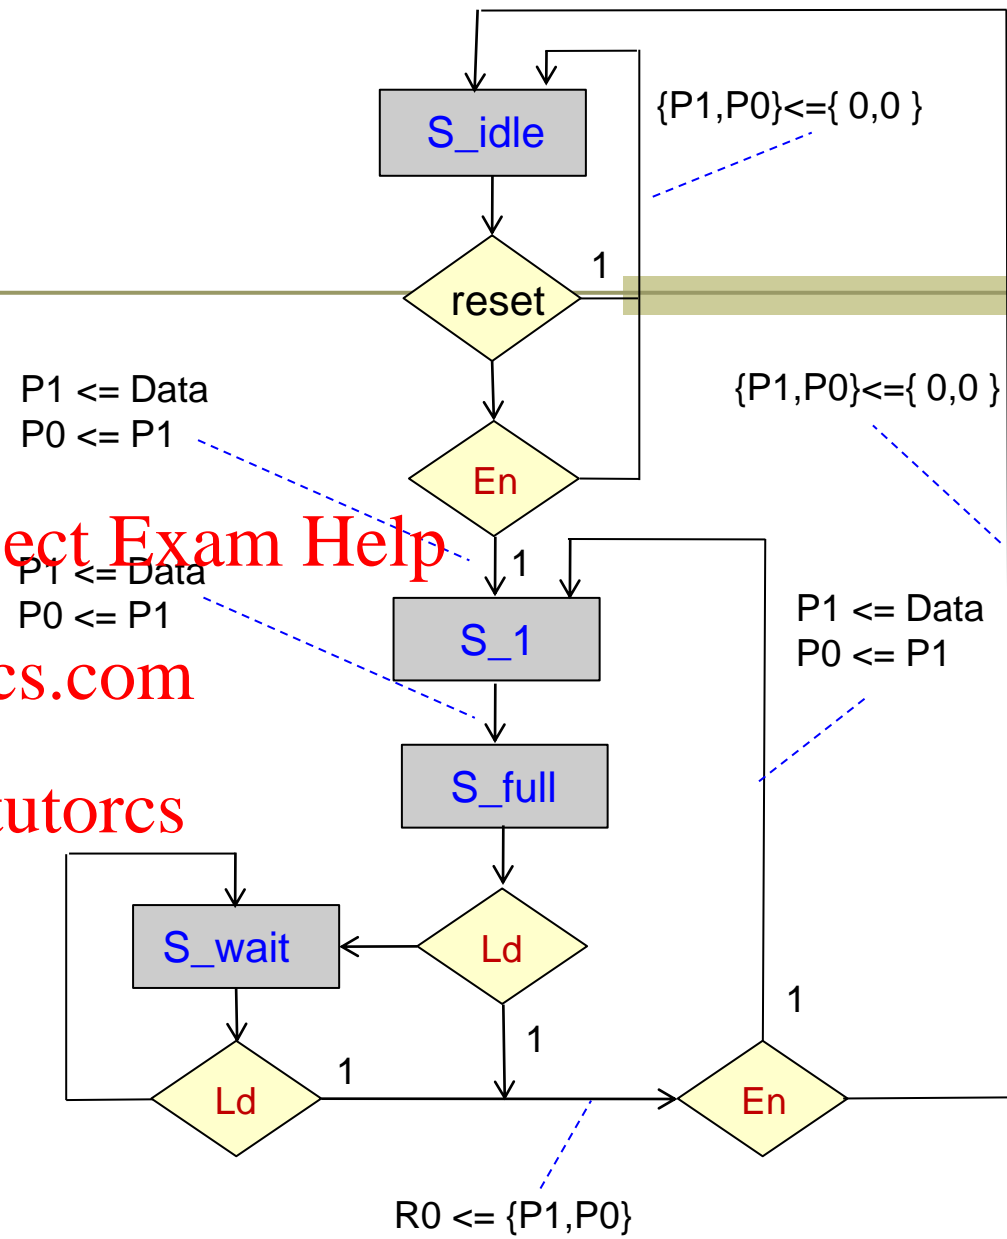 S_idle
{P1,P0}<={ 0,0 }
1
reset
P1 <= Data
P0 <= P1
{P1,P0}<={ 0,0 }
En
ect Exam Help
1
P1 <= Data
P0 <= P1
S_1
P1 <= Data
P0 <= P1
cs.com
S_full
tutorcs
S_wait
Ld
1
1
1
Ld
En
R0 <= {P1,P0}